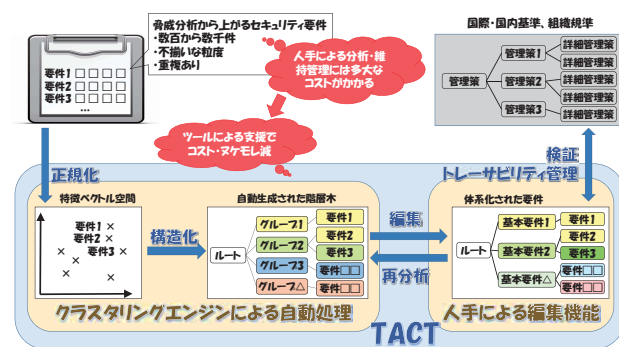 脅威分析から上がるセキュリティ要件
・数百から数千件
・不揃いな粒度
・重複あり
要件1 □ □ □ □
要件2 □ □ □ □
要件3 □ □ □ □
…
人手による分析・維
持管理には多大な
コストがかかる
ツールによる支援で
コスト・ヌケモレ減
国際・国内基準、組織規準
管理策
管理策1
管理策2
管理策3
詳細管理策
詳細管理策
詳細管理策
詳細管理策
詳細管理策
正規化
検証
トレーサビリティ管理
特徴ベクトル空間
要件1 ×
要件2 ×
要件3 ×
構造化
自動生成された階層木
ルート
グループ1
グループ2
グループ3
グループ△
要件1
要件2
要件3
要件□□
要件□□
編集
再分析
体系化された要件
ルート
基本要件1
基本要件2
基本要件△
要件1
要件2
要件3
要件□□
要件□□
クラスタリングエンジンによる自動処理
人手による編集機能
TACT